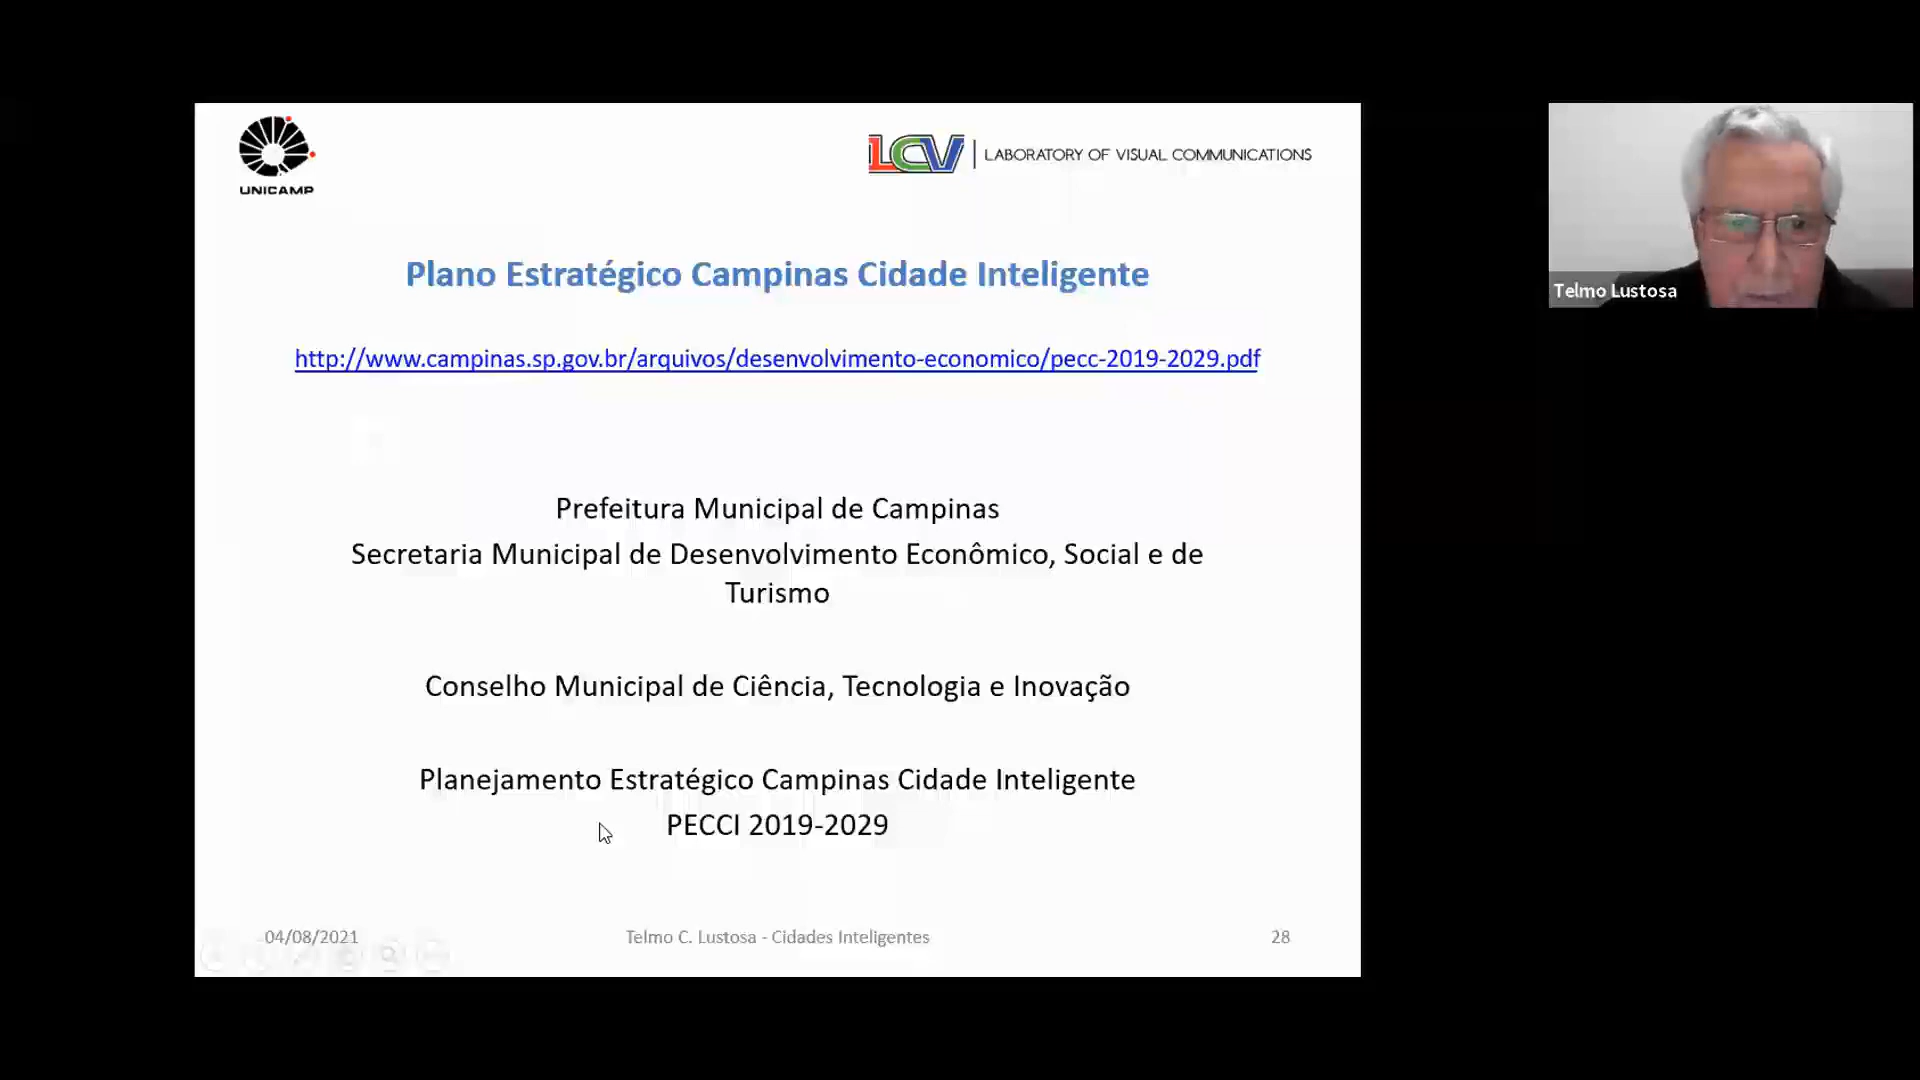 UNICAMP
LCV | LABORATORY OF VISUAL COMMUNICATIONS
Plano Estratégico Campinas Cidade Inteligente
http://www.campinas.sp.gov.br/arquivos/desenvolvimento-economico/pecc-2019-2029.pdf
Prefeitura Municipal de Campinas
Secretaria Municipal de Desenvolvimento Econômico, Social e de
Turismo
Conselho Municipal de Ciência, Tecnologia e Inovação
Planejamento Estratégico Campinas Cidade Inteligente
PECCI 2019-2029
04/08/2021
Telmo C. Lustosa - Cidades Inteligentes
28
Telmo Lustosa